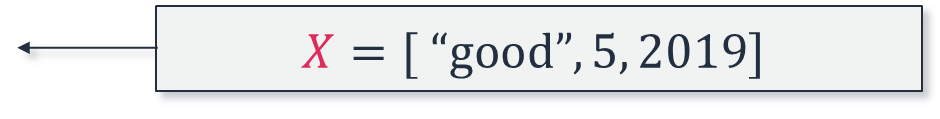 X = [ “good”, 5, 2019]